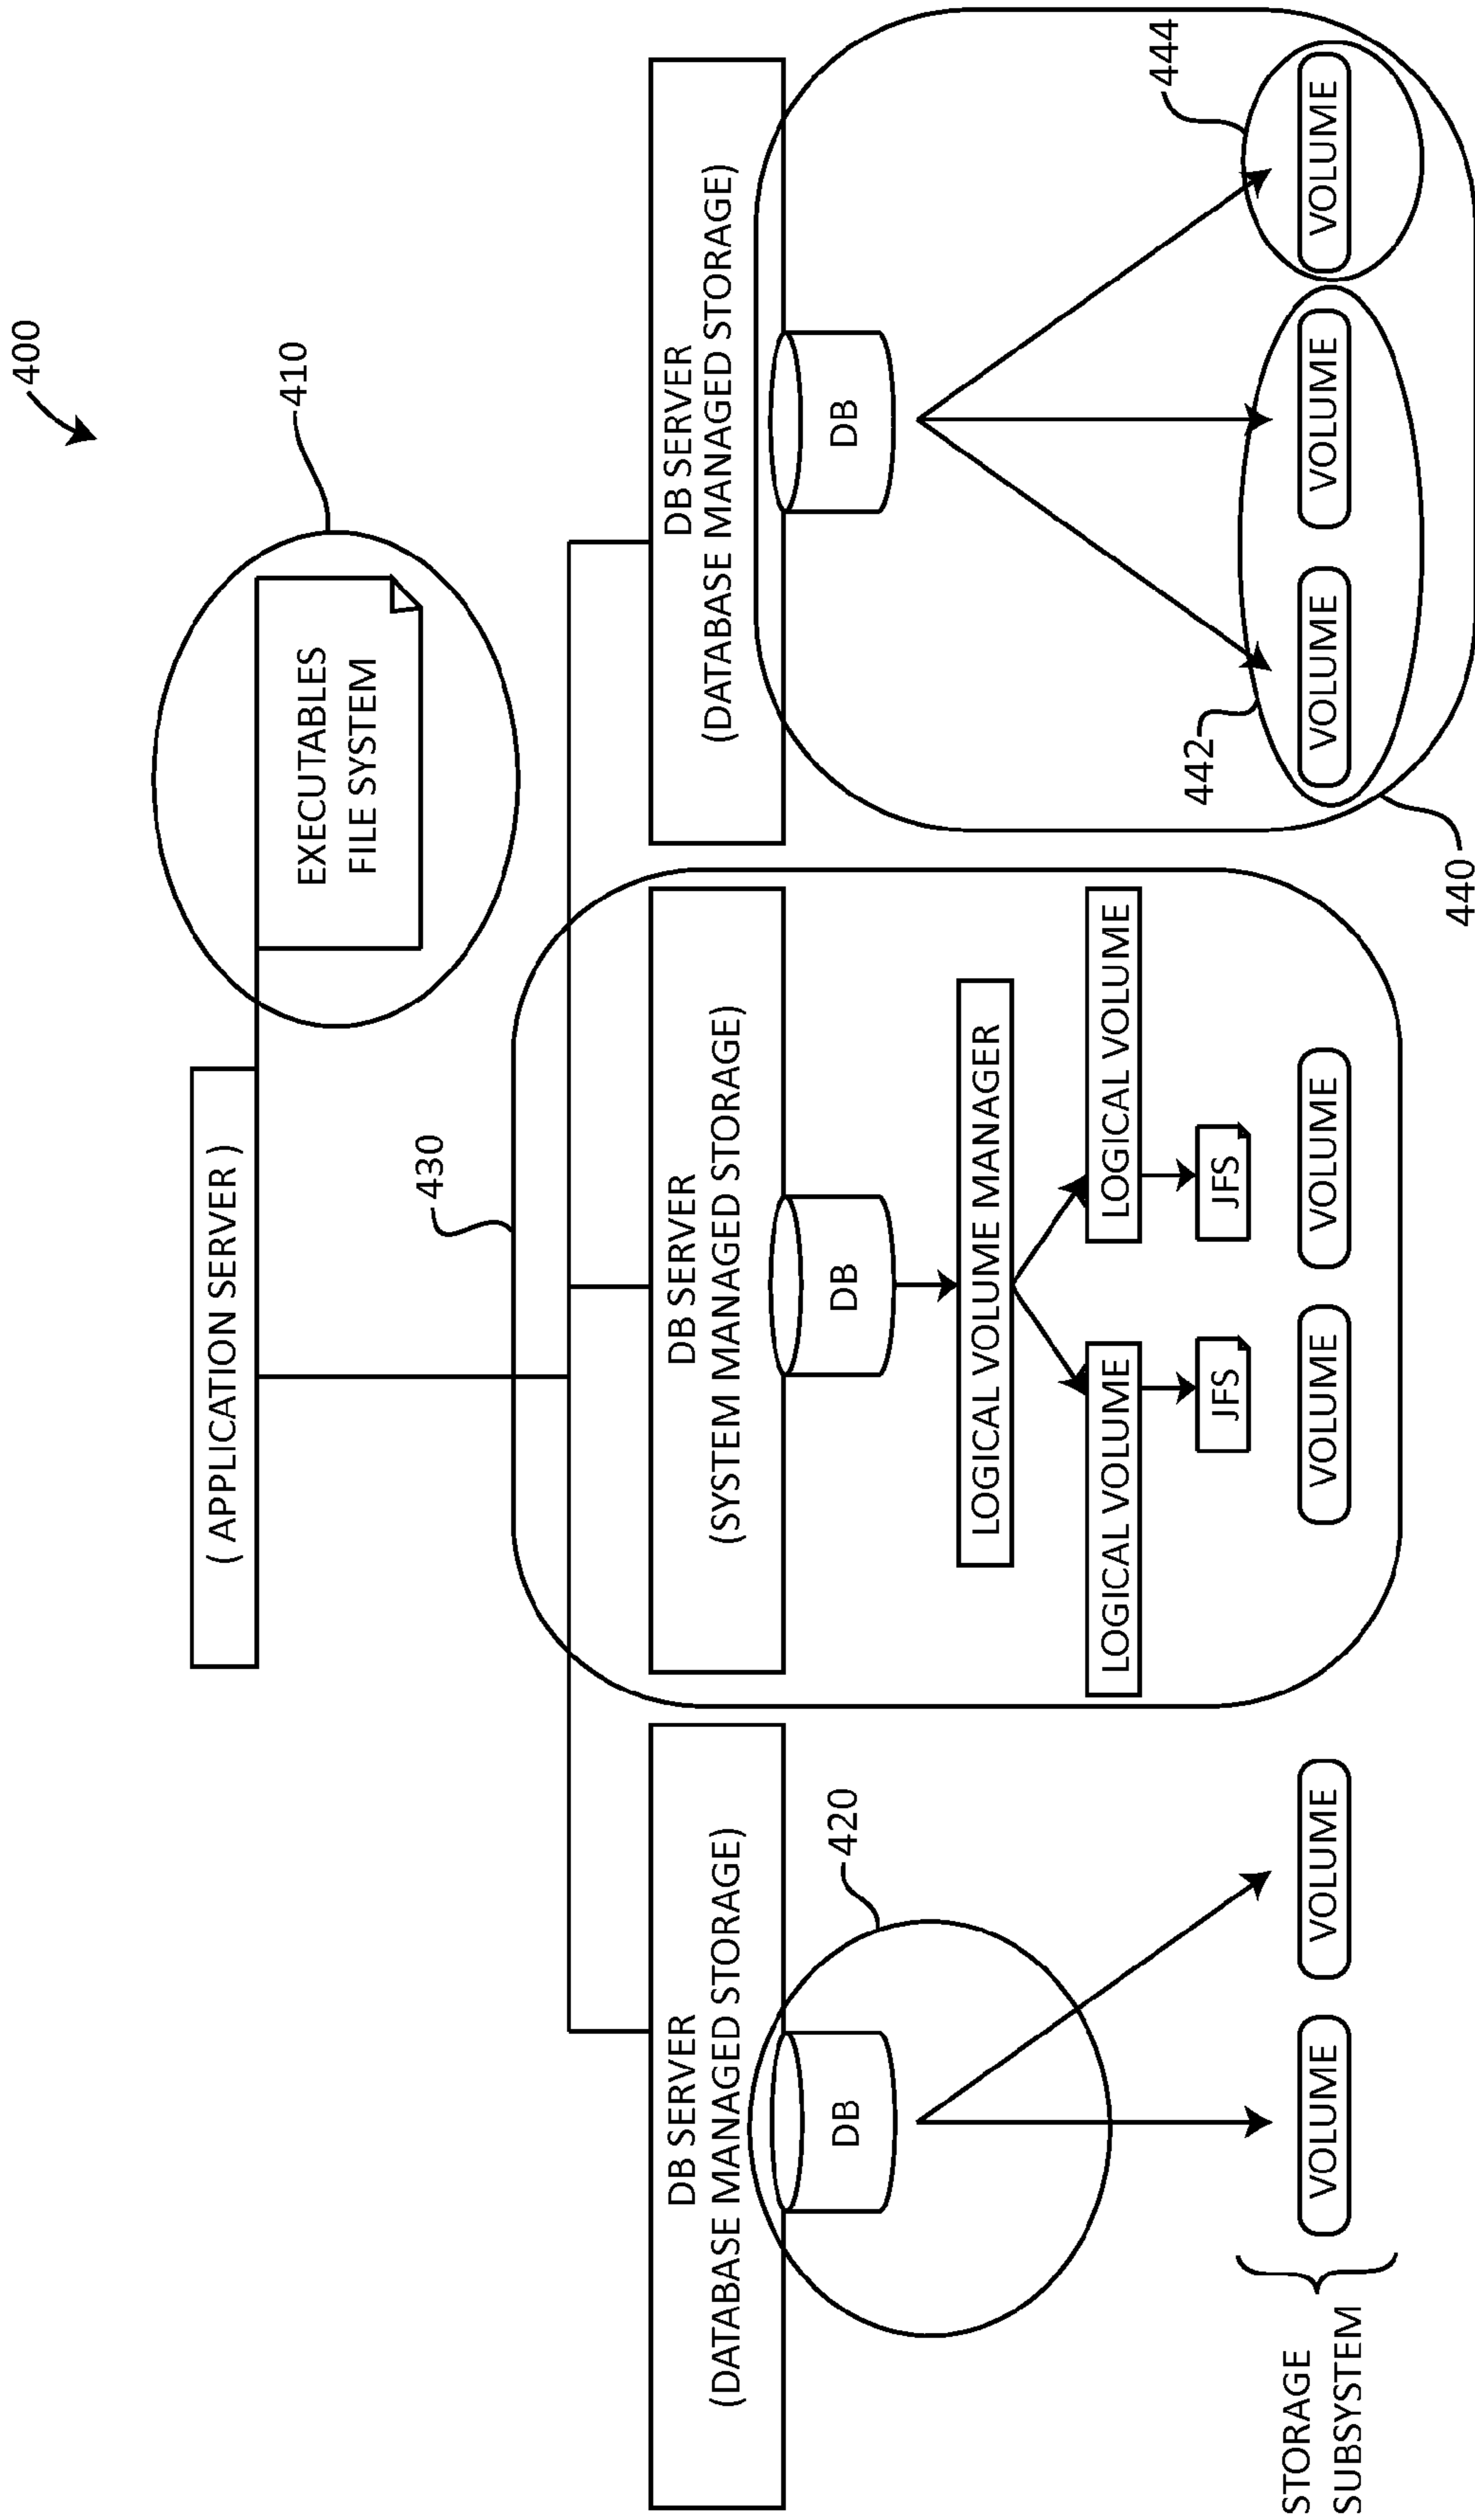 400
( APPLICATION SERVER )
410
EXECUTABLES
FILE SYSTEM
430
DB SERVER
(DATABASE MANAGED STORAGE)
DB SERVER
(SYSTEM MANAGED STORAGE)
DB SERVER
(DATABASE MANAGED STORAGE)
DB
420
DB
DB
LOGICAL VOLUME MANAGER
LOGICAL VOLUME
LOGICAL VOLUME
JFS
JFS
442
444
STORAGE
SUBSYSTEM
VOLUME
VOLUME
VOLUME
VOLUME
VOLUME
VOLUME
VOLUME
440